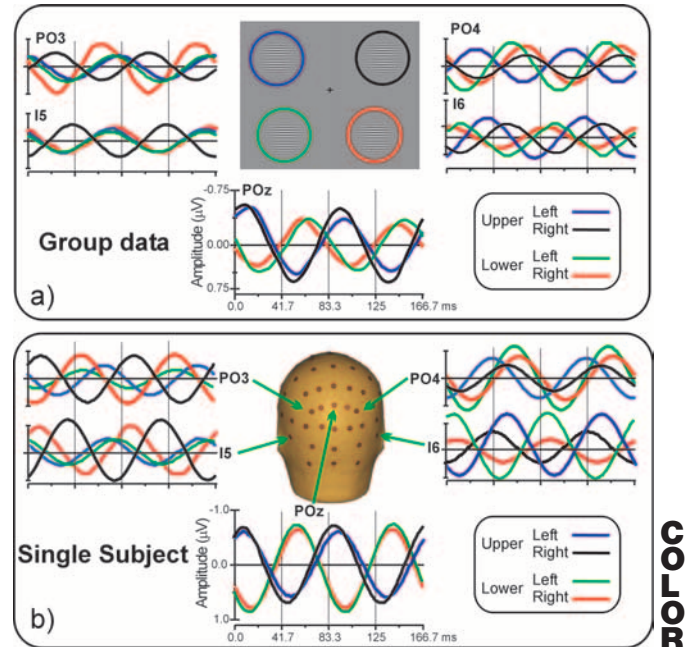 a)
PO3
I5
PO4
I6
POz
Amplitude (µV)
-0.75
0.00
0.75
0.0 41.7 83.3 125 166.7 ms
Group data
Upper Left
Right
Lower Left
Right
b)
PO3
I5
PO4
I6
POz
Amplitude (µV)
-1.0
0.0
1.0
0.0 41.7 83.3 125 166.7 ms
Single Subject
Upper Left
Right
Lower Left
Right
COLOR